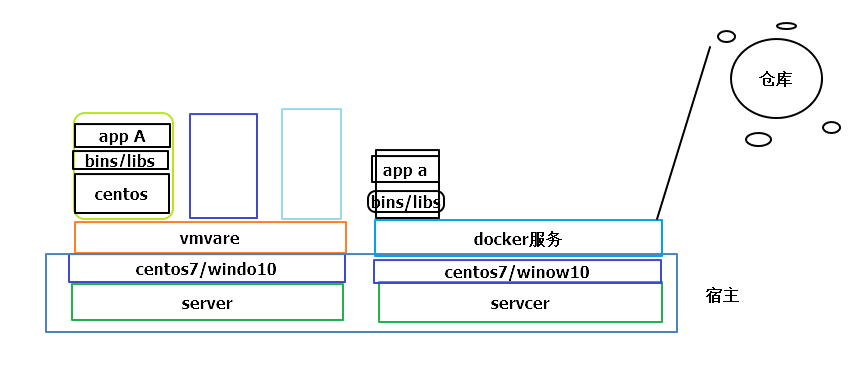 仓库
app A
bins/libs
centos
app a
bins/libs
vmvare
docker服务
centos7/windo10
centos7/winow10
server
servcer
宿主